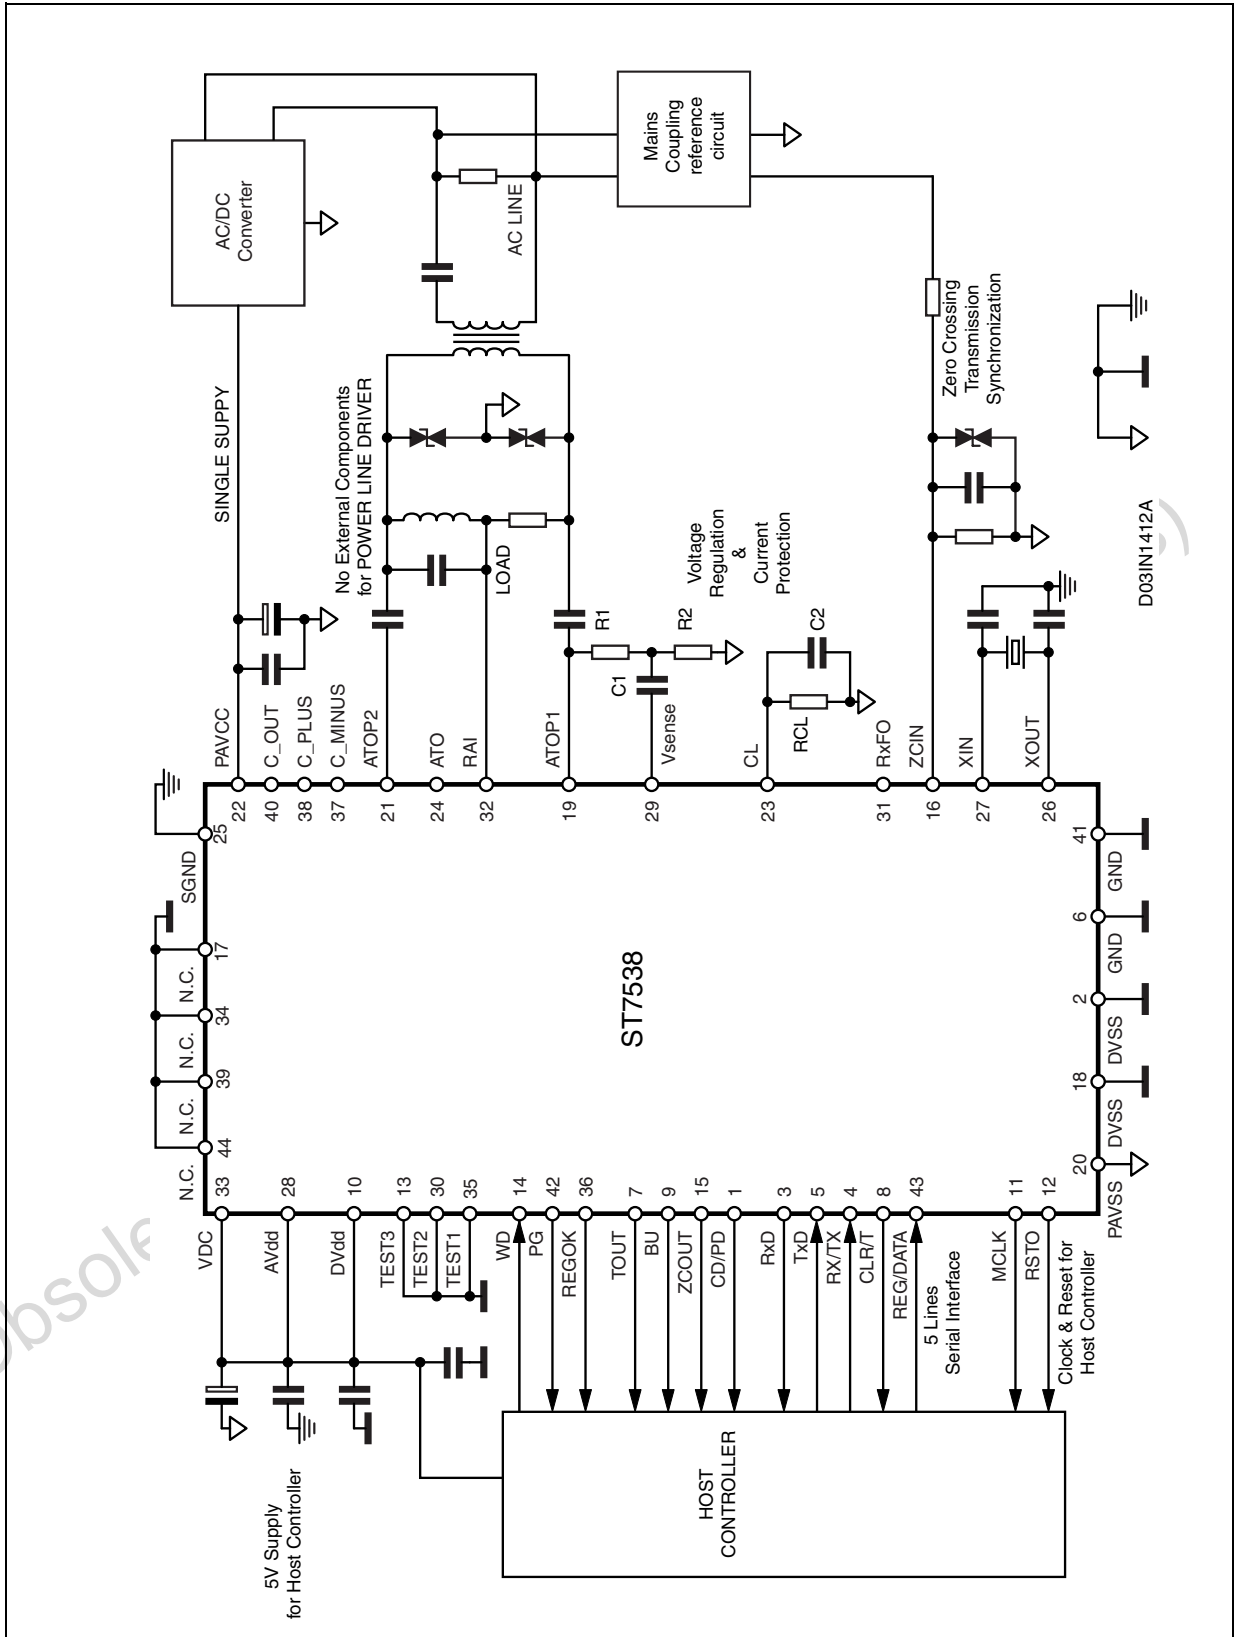 AC/DC
Converter
Mains
Coupling
reference
circuit
AC LINE
SINGLE SUPPLY
No External Components
for POWER LINE DRIVER
Zero Crossing
Transmission
Synchronization
LOAD
R1
R2
C1
Voltage
Regulation
&
Current
Protection
C2
RCL
D03IN1412A
PAVCC
C_OUT
C_PLUS
C_MINUS
ATOP2
ATO
RAI
ATOP1
Vsense
CL
RxFO
ZCIN
XIN
XOUT
22
40
38
37
21
24
32
19
29
23
31
16
27
26
25
SGND
17
N.C.
34
N.C.
39
N.C.
44
N.C.
ST7538
41
GND
6
GND
2
DVSS
18
DVSS
20
PAVSS
33
28
10
13
30
35
14
42
36
7
9
15
1
3
5
4
8
43
11
12
VDC
AVdd
DVdd
TEST3
TEST2
TEST1
WD
PG
REGOK
TOUT
BU
ZCOUT
CD/PD
RxD
TxD
RX/TX
CLR/T
REG/DATA
5 Lines
Serial Interface
MCLK
RSTO
Clock & Reset for
Host Controller
5V Supply
for Host Controller
HOST
CONTROLLER